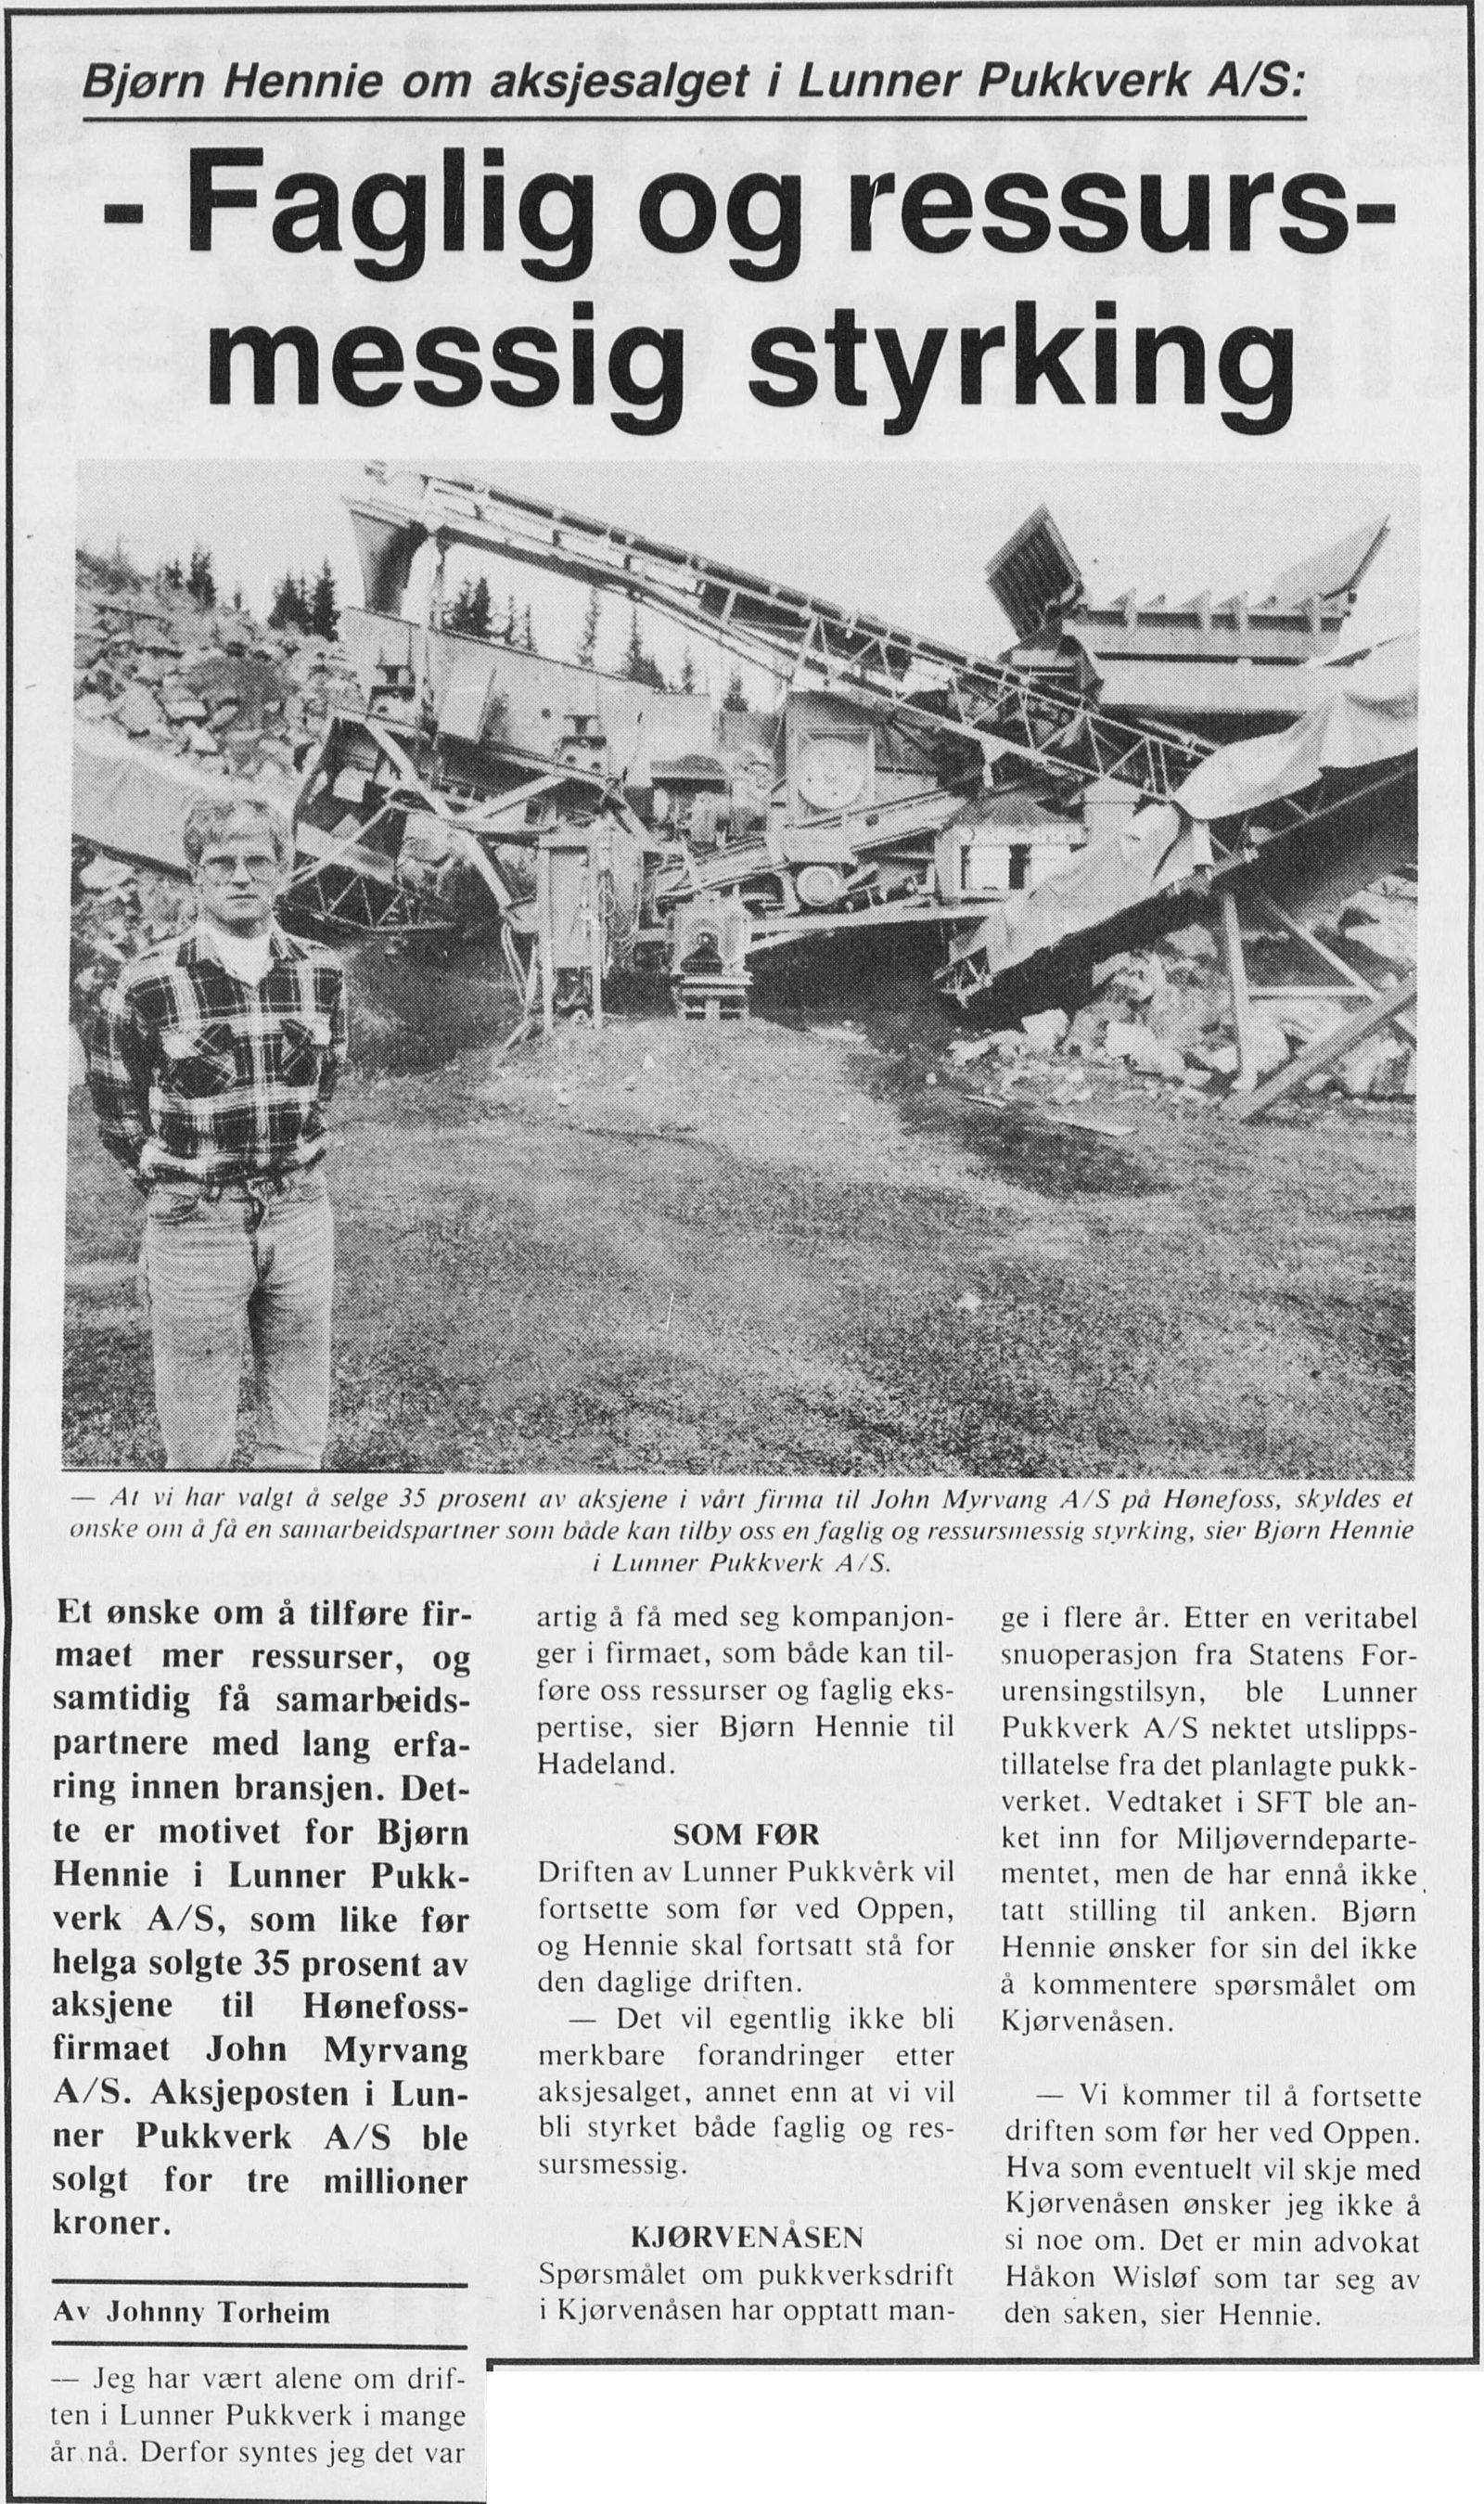 Bjørn Hennie om aksjesalget i Lunner Pukkverk A/S:
- Faglig og ressurs-
messig styrking
— At vi har valgt å selge 35 prosent av aksjene i vårt firma til John Myrvang A/S på Hønefoss, skyldes et
ønske om å få en samarbeidspartner som både kan tilby oss en faglig og ressursmessig styrking, sier Bjørn Hennie
i Lunner Pukkverk A/S.
Et ønske om å tilføre fir-
maet mer ressurser, og
samtidig få samarbeids-
partnere med lang erfa-
ring innen bransjen. Det-
te er motivet for Bjørn
Hennie i Lunner Pukk-
verk A/S, som like før
helga solgte 35 prosent av
aksjene til Hønefoss-
firmaet John Myrvang
A/S. Aksjeposten i Lun-
ner Pukkverk A/S ble
solgt for tre millioner
kroner.
Av Johnny Torheim
— Jeg har vært alene om drif-
ten i Lunner Pukkverk i mange
år nå. Derfor syntes jeg det var
artig å få med seg kompanjon-
ger i firmaet, som både kan til-
føre oss ressurser og faglig eks-
pertise, sier Bjørn Hennie til
Hadeland.
SOM FØR
Driften av Lunner Pukkverk vil
fortsette som før ved Oppen,
og Hennie skal fortsatt stå for
den daglige driften.
— Det vil egentlig ikke bli
merkbare forandringer etter
aksjesalget, annet enn at vi vil
bli styrket både faglig og res-
sursmessig.
KJØRVENÅSEN
Spørsmålet om pukkverksdrift
i Kjørvenåsen har opptatt man-
ge i flere år. Etter en veritabel
snuoperasjon fra Statens For-
urensingstilsyn, ble Lunner
Pukkverk A/S nektet utslipps-
tillatelse fra det planlagte pukk-
verket. Vedtaket i SFT ble an-
ket inn for Miljøverndeparte-
mentet, men de har ennå ikke
tatt stilling til anken. Bjørn
Hennie ønsker for sin del ikke
å kommentere spørsmålet om
Kjørvenåsen.
— Vi kommer til å fortsette
driften som før her ved Oppen.
Hva som eventuelt vil skje med
Kjørvenåsen ønsker jeg ikke å
si noe om. Det er min advokat
Håkon Wisløf som tar seg av
den saken, sier Hennie.